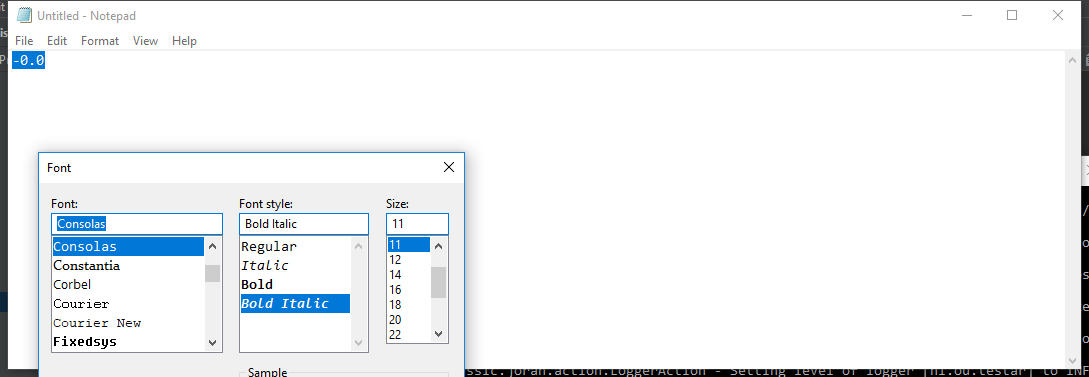 Untitled - Notepad
File Edit Format View Help
-0.0
Font
Font: Font style: Size:
Consolas Bold Italic 11
Consolas Regular 11
Constantia Italic 12
Corbel Bold 14
Courier Bold Italic 16
Courier New 18
Fixedsys 20
22
Sample
ssic.joran.action.LoggerAction - Setting level of logger [nl.ou.testar] to INF